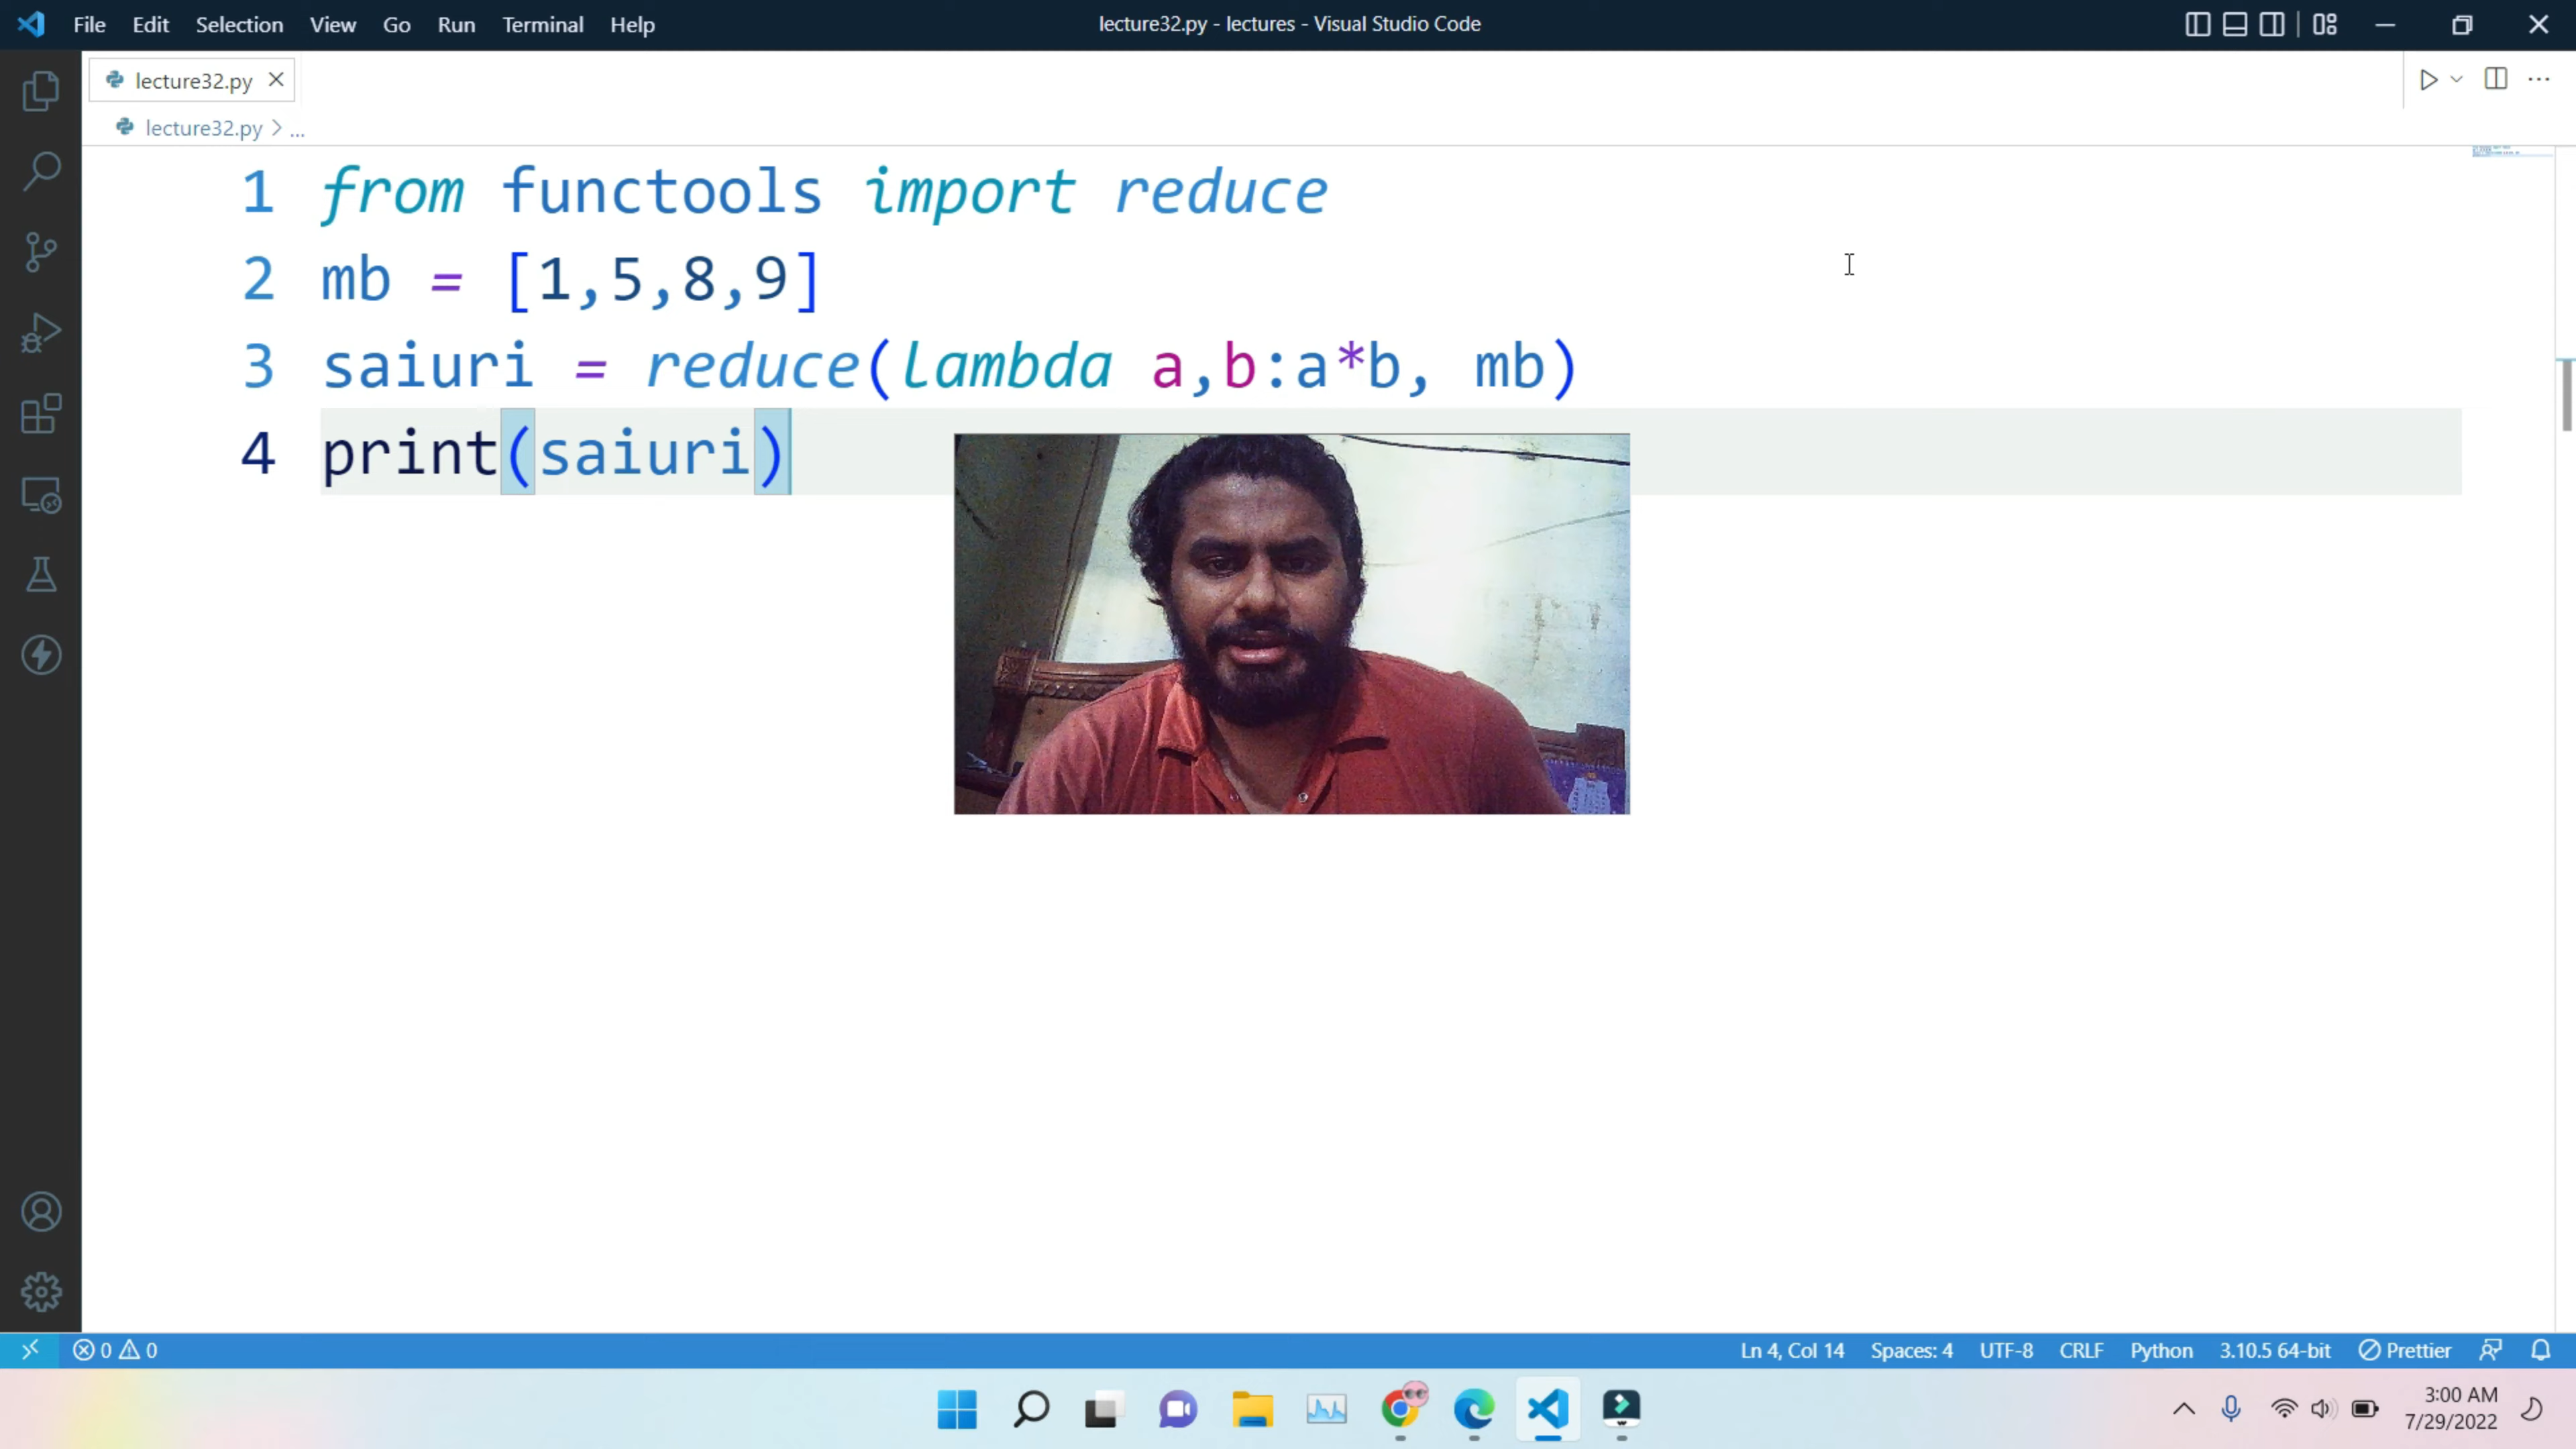 File Edit Selection View Go Run Terminal Help
lecture32.py - lectures - Visual Studio Code
lecture32.py
lecture32.py > ...
1 from functools import reduce
2 mb = [1,5,8,9]
3 saiuri = reduce(lambda a,b:a*b, mb)
4 print(saiuri)
0 0 Ln 4, Col 14 Spaces: 4 UTF-8 CRLF Python 3.10.5 64-bit Prettier
3:00 AM
7/29/2022